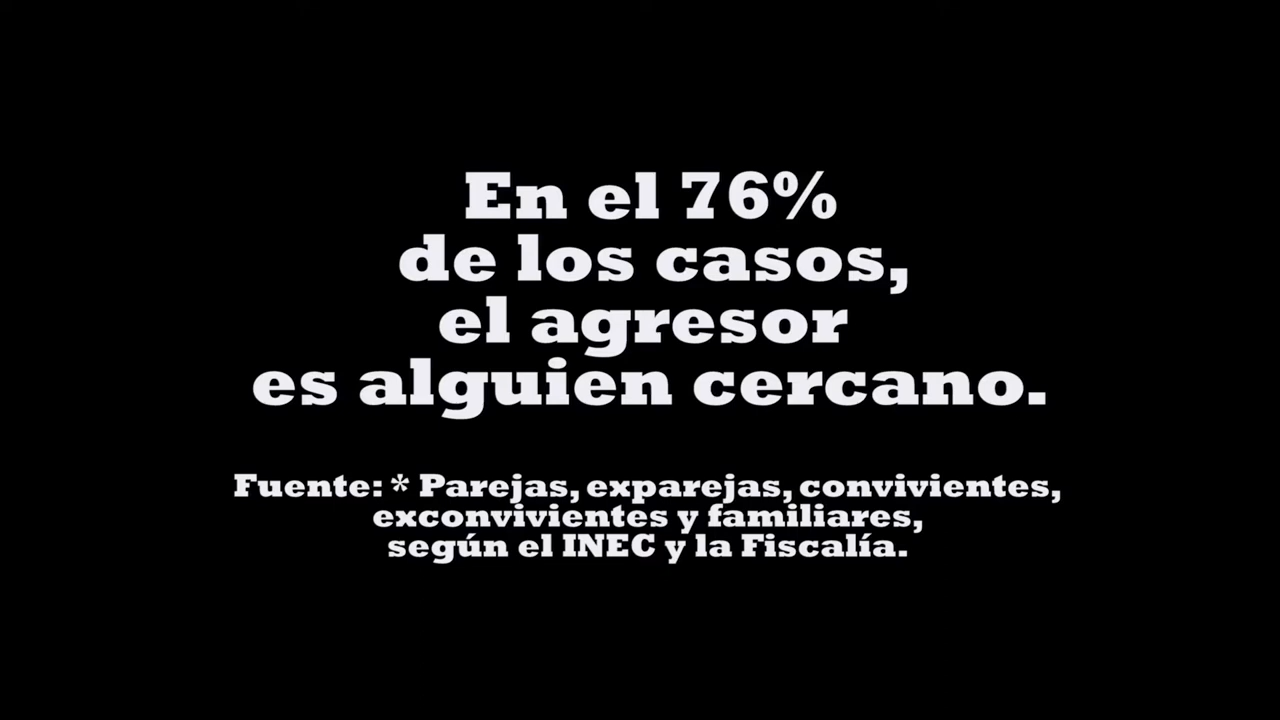 En el 76%
de los casos,
el agresor
es alguien cercano.
Fuente: * Parejas, exparejas, convivientes,
exconvivientes y familiares,
según el INEC y la Fiscalía.